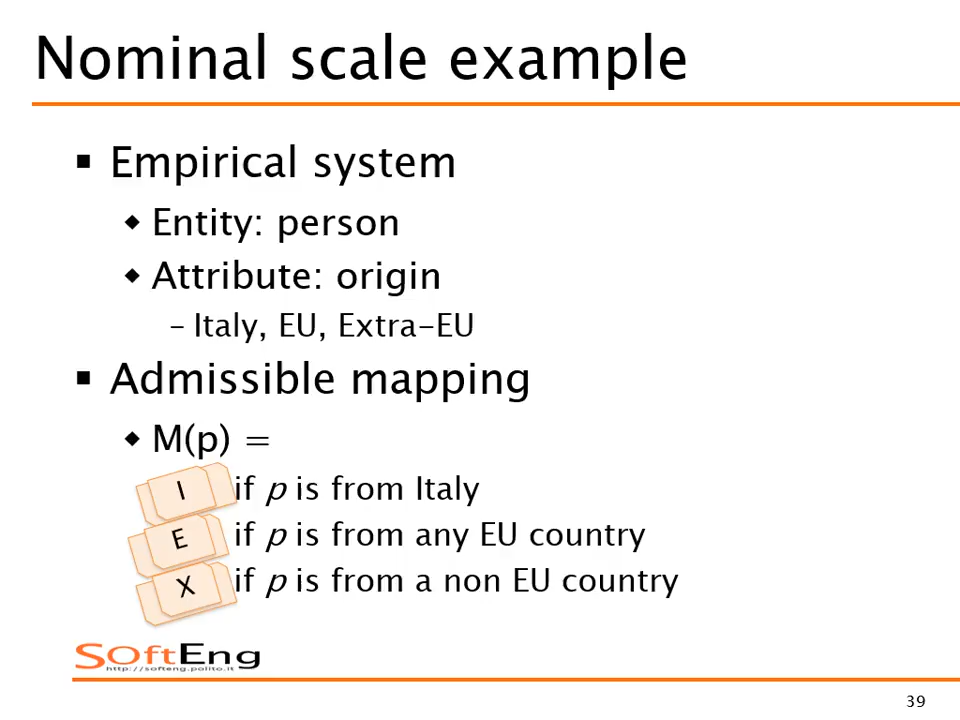 Nominal scale example
▪ Empirical system
◆ Entity: person
◆ Attribute: origin
– Italy, EU, Extra-EU
▪ Admissible mapping
◆ M(p) =
I if p is from Italy
E if p is from any EU country
X if p is from a non EU country
SOftEng
http://softeng.polito.it
39